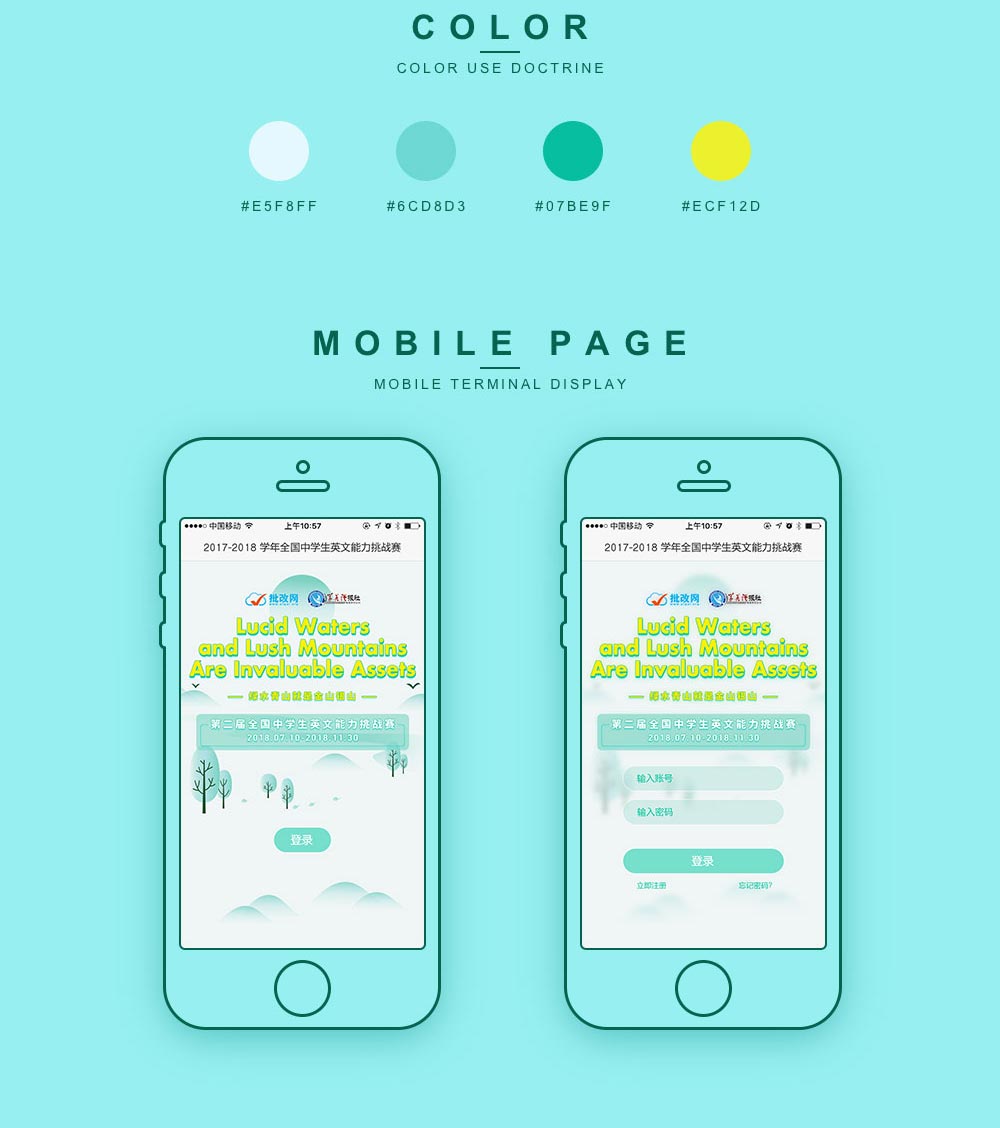 COLOR
COLOR USE DOCTRINE
#E5F8FF
#6CD8D3
#07BE9F
#ECF12D
MOBILE PAGE
MOBILE TERMINAL DISPLAY
中国移动
上午10:57
2017-2018 学年全国中学生英文能力挑战赛
批改网
Lucid Waters
and Lush Mountains
Are Invaluable Assets
绿水青山就是金山银山
第二届全国中学生英文能力挑战赛
2018.07.10-2018.11.30
登录
中国移动
上午10:57
2017-2018 学年全国中学生英文能力挑战赛
批改网
Lucid Waters
and Lush Mountains
Are Invaluable Assets
绿水青山就是金山银山
第二届全国中学生英文能力挑战赛
2018.07.10-2018.11.30
输入账号
输入密码
登录
立即注册
忘记密码?